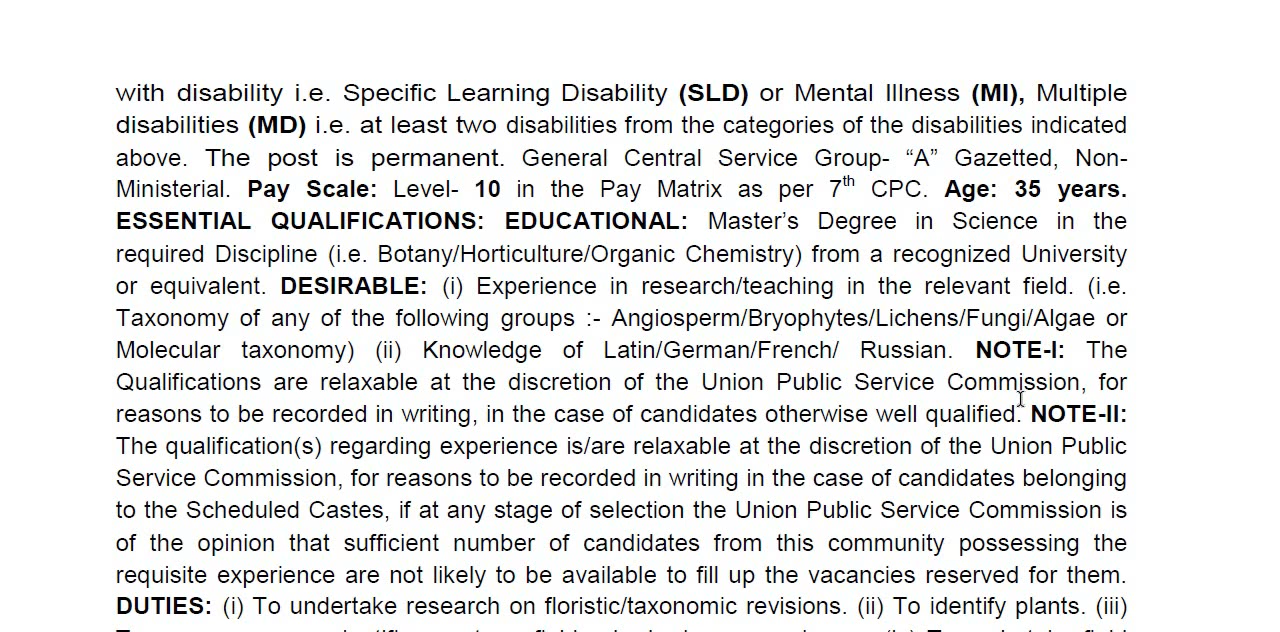 with disability i.e. Specific Learning Disability (SLD) or Mental Illness (MI), Multiple
disabilities (MD) i.e. at least two disabilities from the categories of the disabilities indicated
above. The post is permanent. General Central Service Group- “A” Gazetted, Non-
Ministerial. Pay Scale: Level- 10 in the Pay Matrix as per 7th CPC. Age: 35 years.
ESSENTIAL QUALIFICATIONS: EDUCATIONAL: Master’s Degree in Science in the
required Discipline (i.e. Botany/Horticulture/Organic Chemistry) from a recognized University
or equivalent. DESIRABLE: (i) Experience in research/teaching in the relevant field. (i.e.
Taxonomy of any of the following groups :- Angiosperm/Bryophytes/Lichens/Fungi/Algae or
Molecular taxonomy) (ii) Knowledge of Latin/German/French/ Russian. NOTE-I: The
Qualifications are relaxable at the discretion of the Union Public Service Commission, for
reasons to be recorded in writing, in the case of candidates otherwise well qualified. NOTE-II:
The qualification(s) regarding experience is/are relaxable at the discretion of the Union Public
Service Commission, for reasons to be recorded in writing in the case of candidates belonging
to the Scheduled Castes, if at any stage of selection the Union Public Service Commission is
of the opinion that sufficient number of candidates from this community possessing the
requisite experience are not likely to be available to fill up the vacancies reserved for them.
DUTIES: (i) To undertake research on floristic/taxonomic revisions. (ii) To identify plants. (iii)